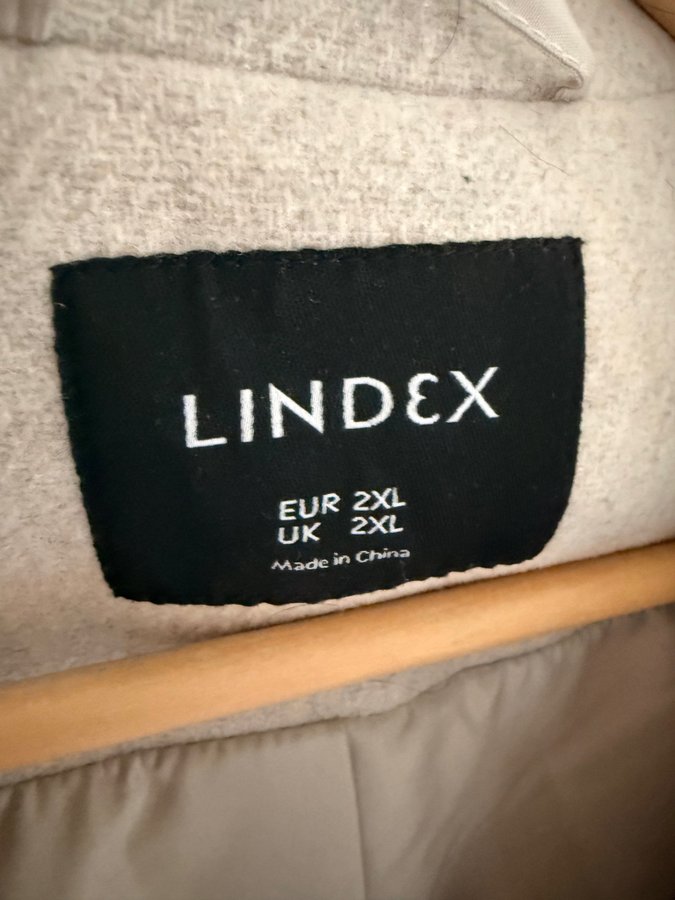 LINDEX
EUR 2XL
UK 2XL
Made in China